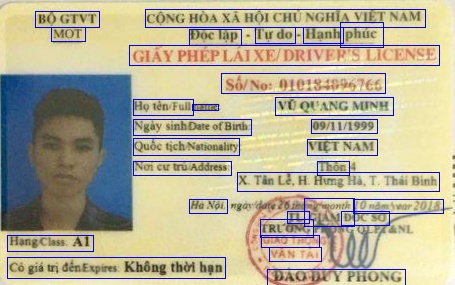 BỘ GTVT
MOT
CỘNG HÒA XÃ HỘI CHỦ NGHĨA VIỆT NAM
Độc lập - Tự do - Hạnh phúc
GIẤY PHÉP LÁI XE/ DRIVER'S LICENSE
Số/No: 010184896766
Họ tên/Full VŨ QUANG MINH
Ngày sinh/Date of Birth: 09/11/1999
Quốc tịch/Nationality VIỆT NAM
Nơi cư trú/Address: Thôn 4
X. Tân Lễ, H. Hưng Hà, T. Thái Bình
Hà Nội, ngày/date 26 tháng/month 10 năm/year 2018
TL. GIÁM ĐỐC SỞ
TRƯỞNG PHÒNG QLPT&NL
GIAO THÔNG
VẬN TẢI
Hạng/Class: A1
Có giá trị đến/Expires: Không thời hạn
ĐÀO DUY PHONG